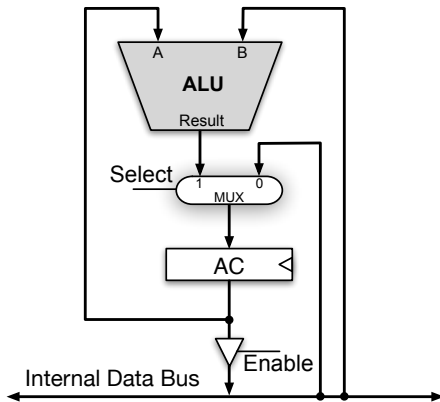 A B
ALU
Result
Select
1 0
MUX
AC
Enable
Internal Data Bus